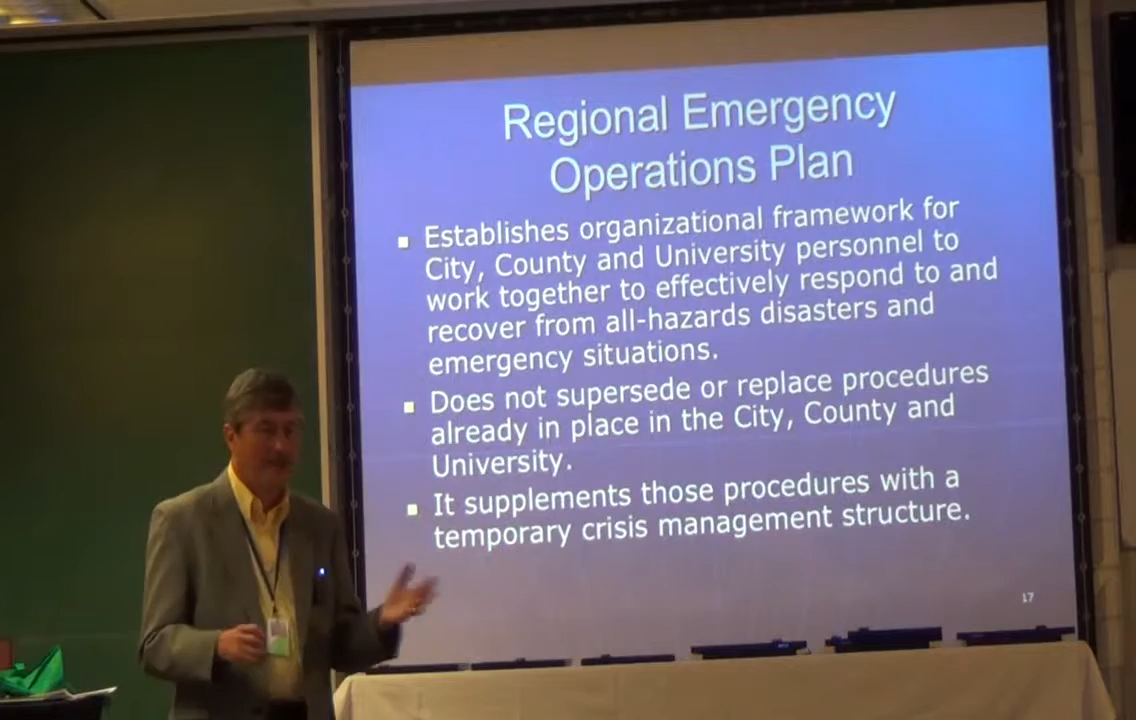 Regional Emergency
Operations Plan
Establishes organizational framework for
City, County and University personnel to
work together to effectively respond to and
recover from all-hazards disasters and
emergency situations.
Does not supersede or replace procedures
already in place in the City, County and
University.
It supplements those procedures with a
temporary crisis management structure.
17